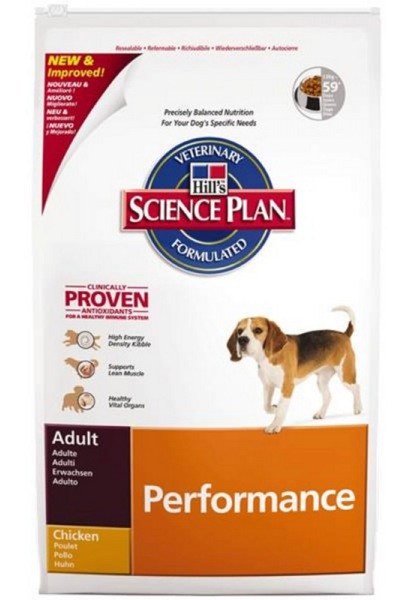 Resealable • Refermable • Richiudibile • Wiederverschließbar • Autocierre
NEW &
Improved!
NOUVEAU &
Amélioré !
NUOVO
Migliorato!
NEU &
verbessert!
¡NUEVO
y Mejorado!
59
Precisely Balanced Nutrition
For Your Dog's Specific Needs
VETERINARY
Hill's
SCIENCE PLAN
FORMULATED
CLINICALLY
PROVEN
ANTIOXIDANTS
FOR A HEALTHY IMMUNE SYSTEM
High Energy
Density Kibble
Supports
Lean Muscle
Healthy
Vital Organs
Adult
Adulte
Adulti
Erwachsen
Adulto
Performance
Chicken
Poulet
Pollo
Huhn